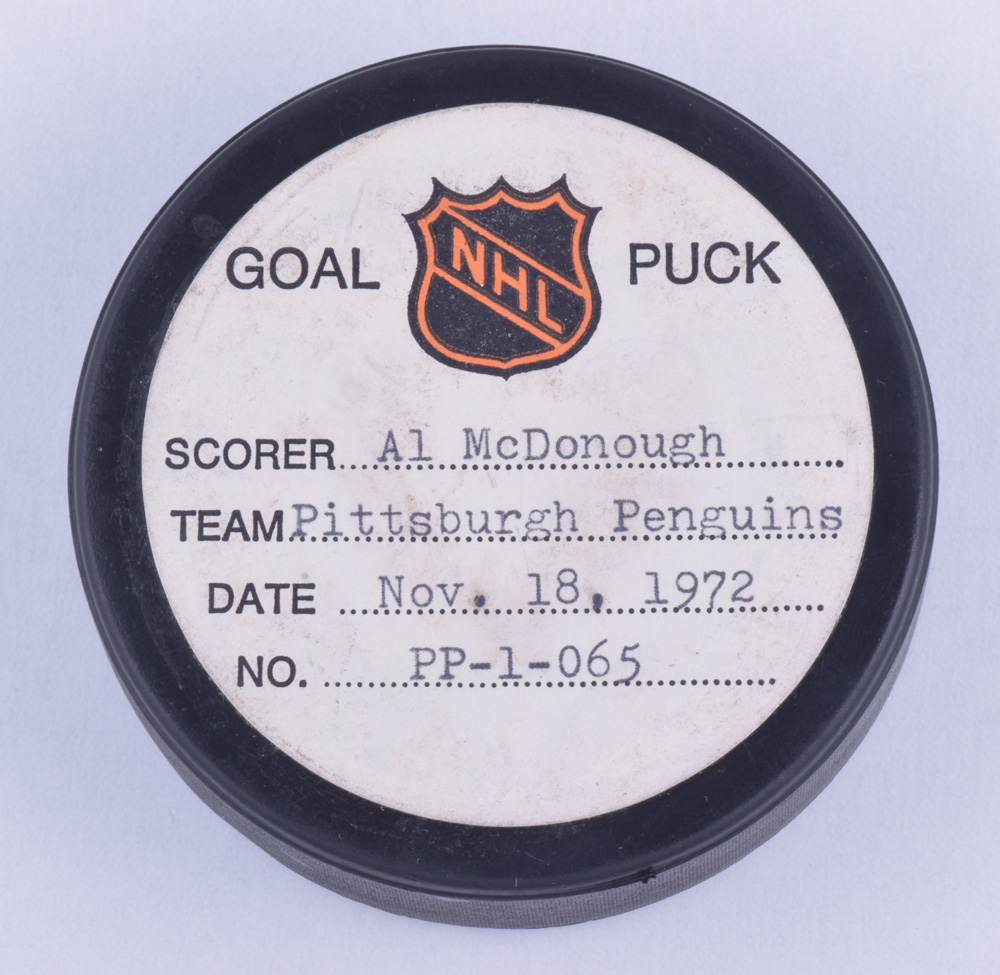 GOAL NHL PUCK
SCORER Al McDonough
TEAM Pittsburgh Penguins
DATE Nov. 18, 1972
NO. PP-1-065